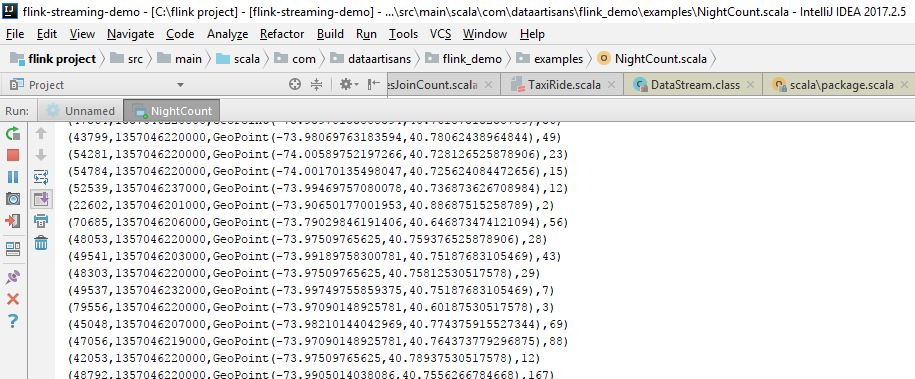 flink-streaming-demo - [C:\flink project] - [flink-streaming-demo] - ...\src\main\scala\com\dataartisans\flink_demo\examples\NightCount.scala - IntelliJ IDEA 2017.2.5
File Edit View Navigate Code Analyze Refactor Build Run Tools VCS Window Help
flink project src main scala com dataartisans flink_demo examples NightCount.scala
Project esJoinCount.scala TaxiRide.scala DataStream.class scala\package.scala
Run: Unnamed NightCount
(43799,1357046220000,GeoPoint(-73.98069763183594,40.78062438964844),49)
(54281,1357046220000,GeoPoint(-74.00589752197266,40.728126525878906),23)
(54784,1357046220000,GeoPoint(-74.00170135498047,40.725624084472656),15)
(52539,1357046237000,GeoPoint(-73.99469757080078,40.736873626708984),12)
(22602,1357046201000,GeoPoint(-73.90650177001953,40.88687515258789),2)
(70685,1357046206000,GeoPoint(-73.79029846191406,40.646873474121094),56)
(48053,1357046220000,GeoPoint(-73.97509765625,40.759376525878906),28)
(49541,1357046203000,GeoPoint(-73.99189758300781,40.75187683105469),43)
(48303,1357046220000,GeoPoint(-73.97509765625,40.75812530517578),29)
(49537,1357046232000,GeoPoint(-73.99749755859375,40.75187683105469),7)
(79556,1357046220000,GeoPoint(-73.97090148925781,40.60187530517578),3)
(45048,1357046207000,GeoPoint(-73.98210144042969,40.774375915527344),69)
(47056,1357046219000,GeoPoint(-73.97090148925781,40.764373779296875),88)
(42053,1357046220000,GeoPoint(-73.97509765625,40.78937530517578),12)
(48792,1357046220000,GeoPoint(-73.9905014038086,40.7556266784668),167)